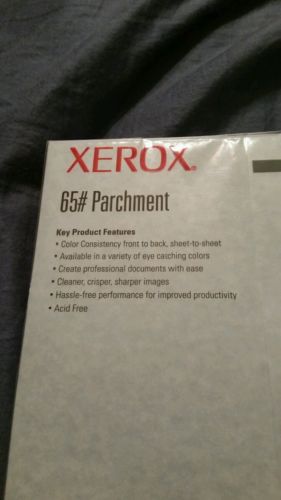 XEROX®
65# Parchment
Key Product Features
• Color Consistency front to back, sheet-to-sheet
• Available in a variety of eye catching colors
• Create professional documents with ease
• Cleaner, crisper, sharper images
• Hassle-free performance for improved productivity
• Acid Free